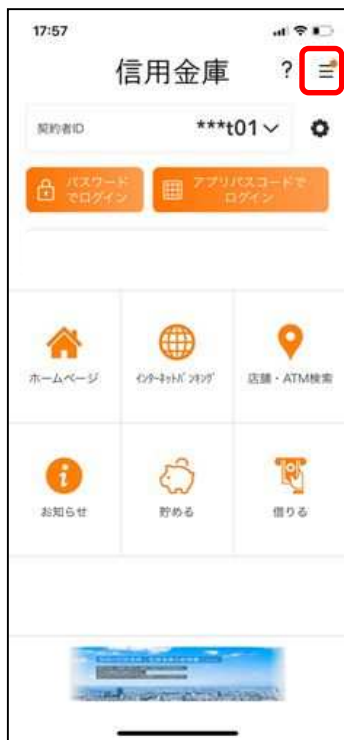 17:57
信用金庫 ?
契約者ID ***t01
パスワード
でログイン
アプリパスコードで
ログイン
ホームページ
インターネットバンキング
店舗・ATM検索
お知らせ
貯める
借りる